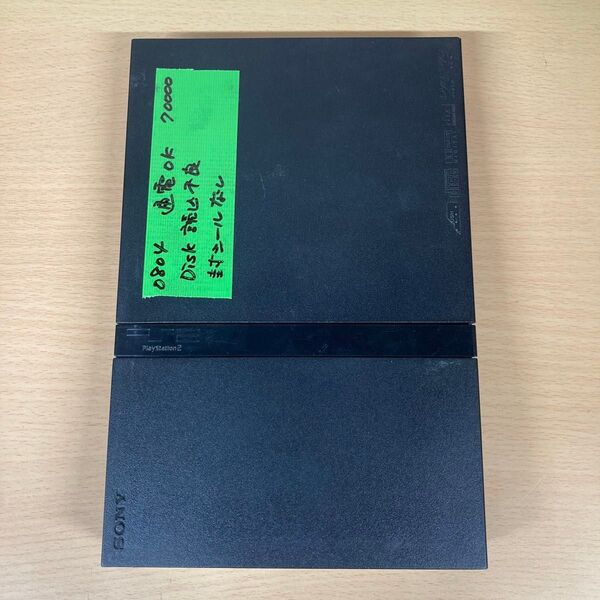 0804 通電OK 70000
Disk 読込不良
封シールなし
PS2
PlayStation2
SONY